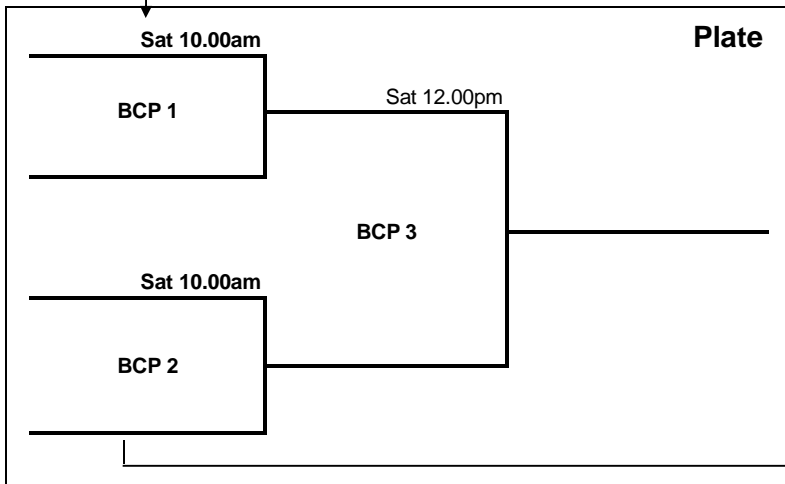 Plate
Sat 10.00am
BCP 1
Sat 12.00pm
BCP 3
Sat 10.00am
BCP 2